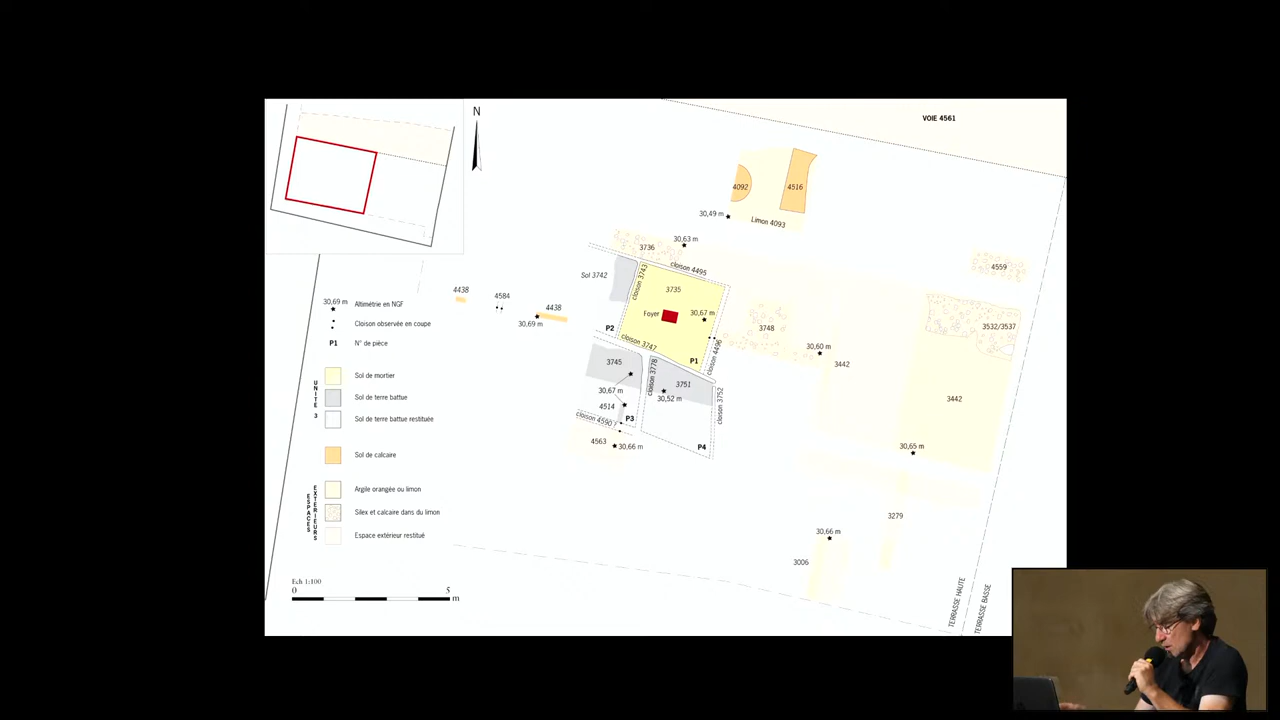 VOIE 4561
N
4092
4516
30,49 m
Limon 4093
30,63 m
3736
cloison 4495
4559
Sol 3742
cloison 3743
3735
4438
4584
4438
30,69 m
Foyer
30,67 m
3748
3532/3537
P2
cloison 3747
P1
cloison 4496
30,60 m
3442
3745
cloison 3778
3751
3442
30,67 m
30,52 m
cloison 3752
4514
P3
cloison 4590
P4
4563
30,66 m
30,65 m
3279
30,66 m
3006
TERRASSE HAUTE
TERRASSE BASSE
30,69 m
Altimétrie en NGF
Cloison observée en coupe
P1
N° de pièce
UNITE 3
Sol de mortier
Sol de terre battue
Sol de terre battue restituée
Sol de calcaire
ESPACES EXTERIEURS
Argile orangée ou limon
Silex et calcaire dans du limon
Espace extérieur restitué
Ech 1:100
0 5
m